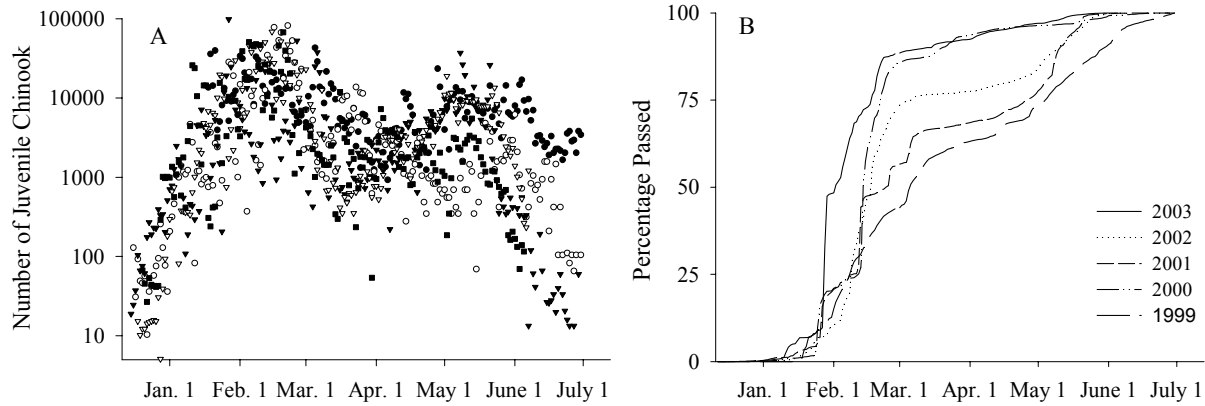 A
Number of Juvenile Chinook
100000
10000
1000
100
10
Jan. 1 Feb. 1 Mar. 1 Apr. 1 May 1 June 1 July 1
B
Percentage Passed
100
75
50
25
0
2003
2002
2001
2000
1999
Jan. 1 Feb. 1 Mar. 1 Apr. 1 May 1 June 1 July 1